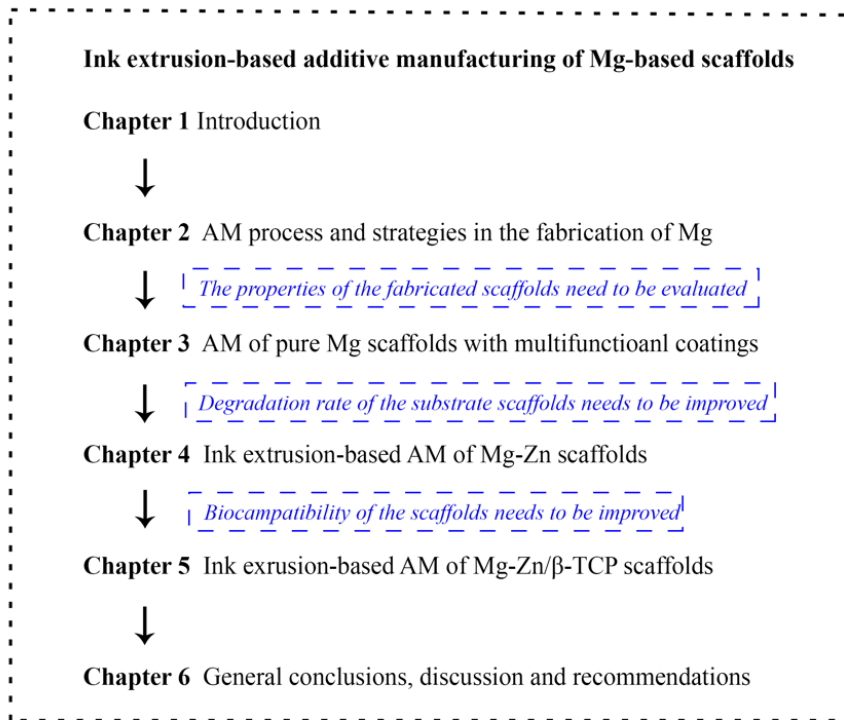 Ink extrusion-based additive manufacturing of Mg-based scaffolds
Chapter 1 Introduction
Chapter 2 AM process and strategies in the fabrication of Mg
The properties of the fabricated scaffolds need to be evaluated
Chapter 3 AM of pure Mg scaffolds with multifunctioanl coatings
Degradation rate of the substrate scaffolds needs to be improved
Chapter 4 Ink extrusion-based AM of Mg-Zn scaffolds
Biocampatibility of the scaffolds needs to be improved
Chapter 5 Ink exrusion-based AM of Mg-Zn/β-TCP scaffolds
Chapter 6 General conclusions, discussion and recommendations